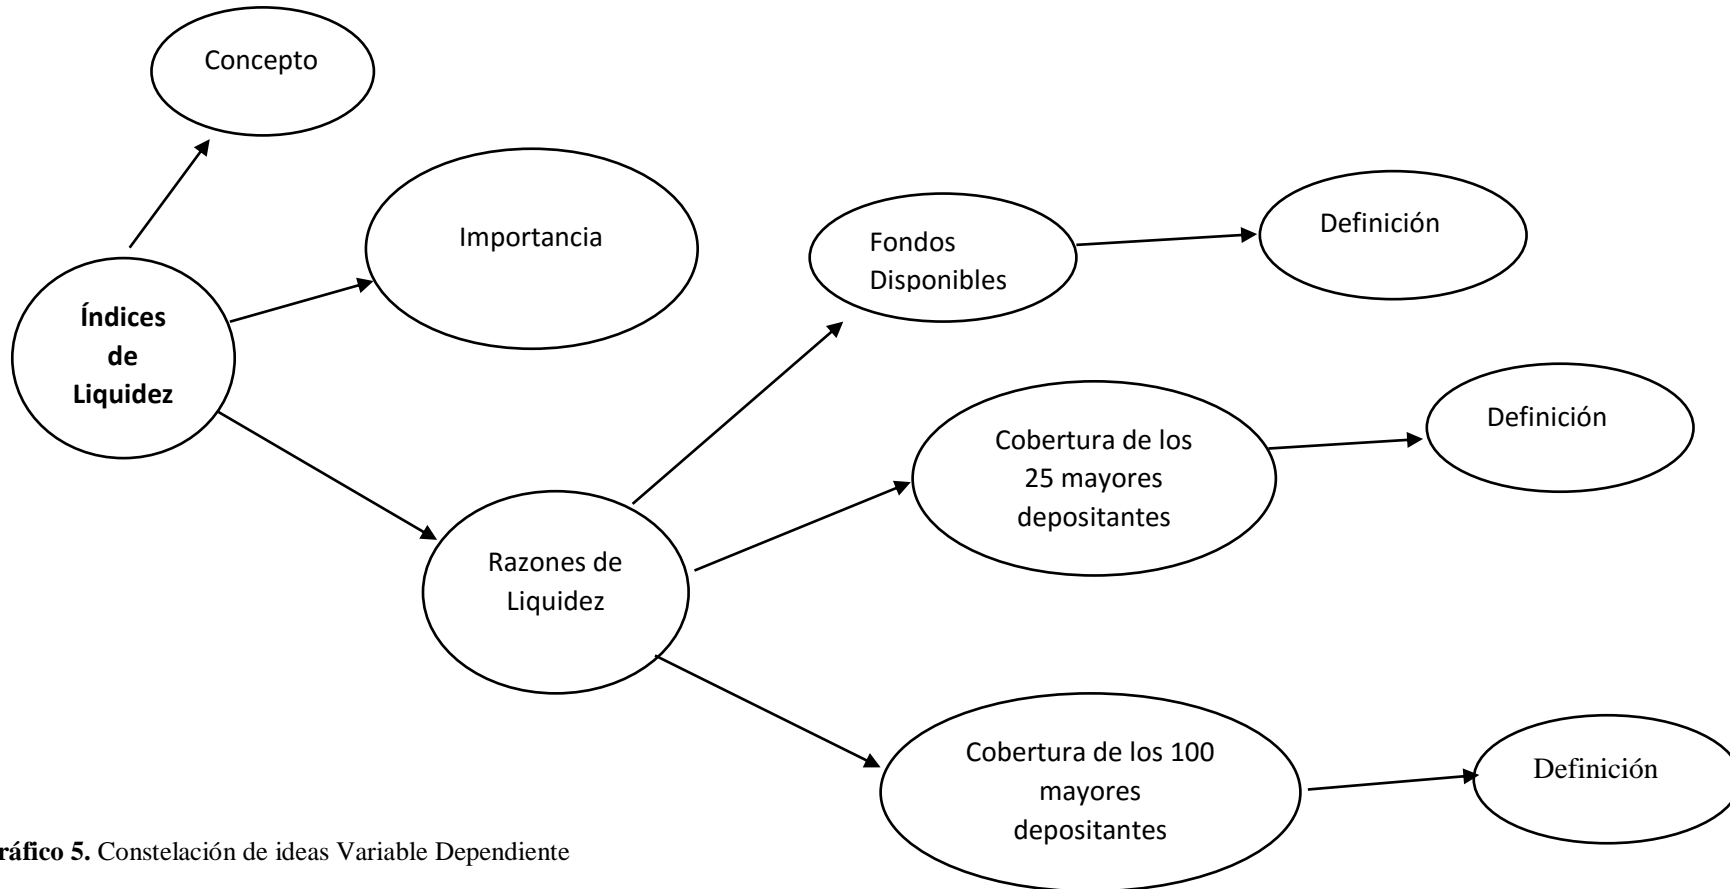 Concepto
Importancia
Índices
de
Liquidez
Fondos
Disponibles
Definición
Cobertura de los
25 mayores
depositantes
Definición
Razones de
Liquidez
Cobertura de los 100
mayores
depositantes
Definición
ráfico 5. Constelación de ideas Variable Dependiente